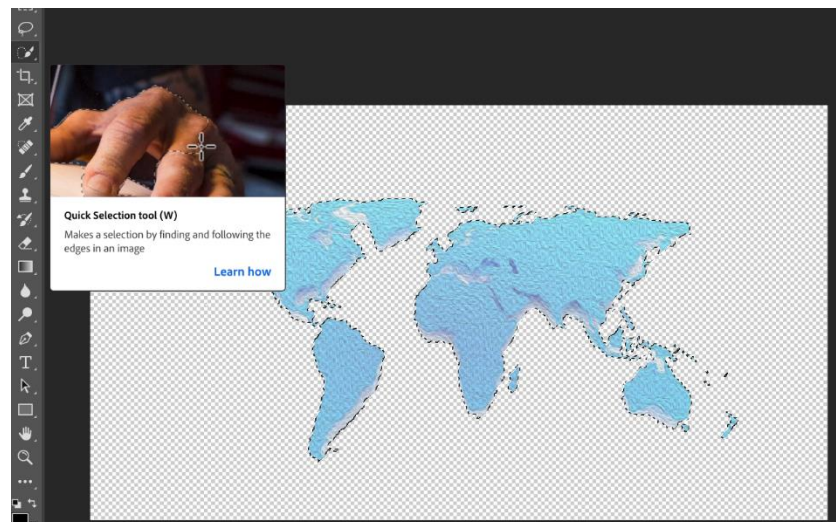 Quick Selection tool (W)
Makes a selection by finding and following the
edges in an image
Learn how
T